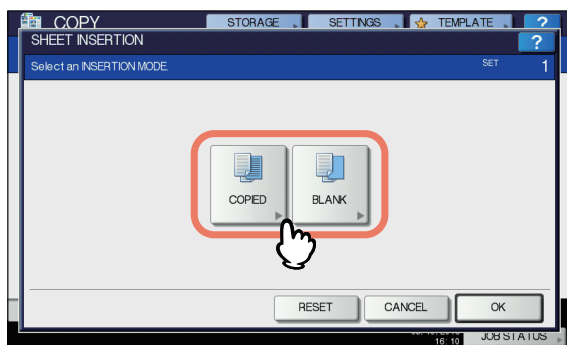 COPY STORAGE SETTINGS TEMPLATE ?
SHEET INSERTION ?
Select an INSERTION MODE. SET 1
COPIED BLANK
RESET CANCEL OK
16:10 JOB STATUS